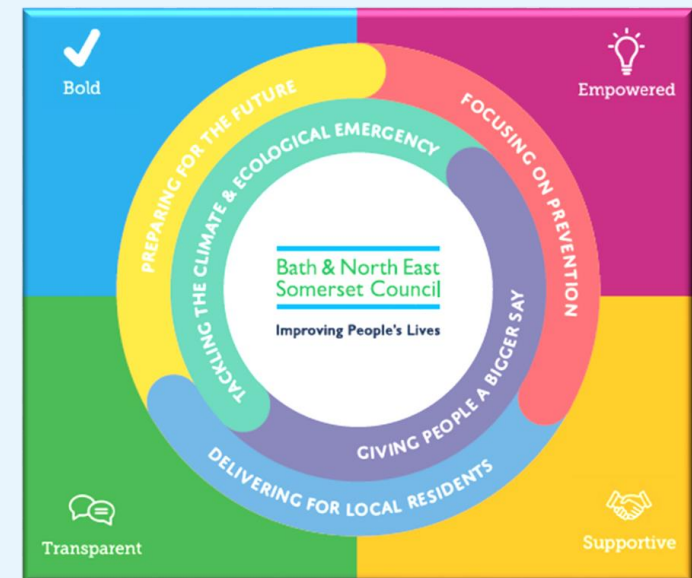 Bold
Empowered
PREPARING FOR THE FUTURE
FOCUSING ON PREVENTION
TACKLING THE CLIMATE & ECOLOGICAL EMERGENCY
Bath & North East
Somerset Council
Improving People's Lives
GIVING PEOPLE A BIGGER SAY
DELIVERING FOR LOCAL RESIDENTS
Transparent
Supportive